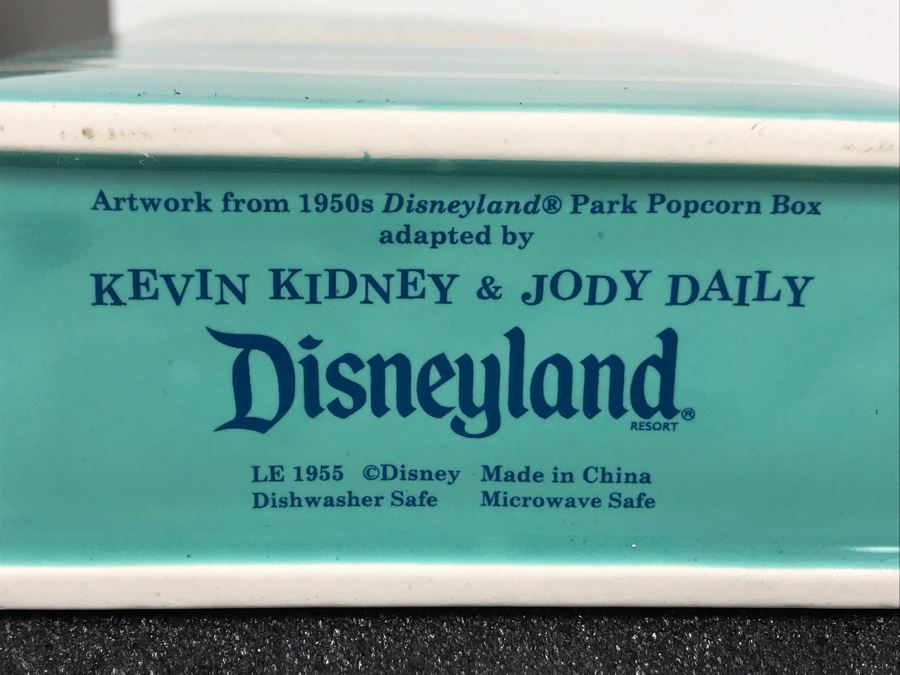 Artwork from 1950s Disneyland® Park Popcorn Box
adapted by
KEVIN KIDNEY & JODY DAILY
Disneyland®
RESORT
LE 1955 ©Disney Made in China
Dishwasher Safe Microwave Safe